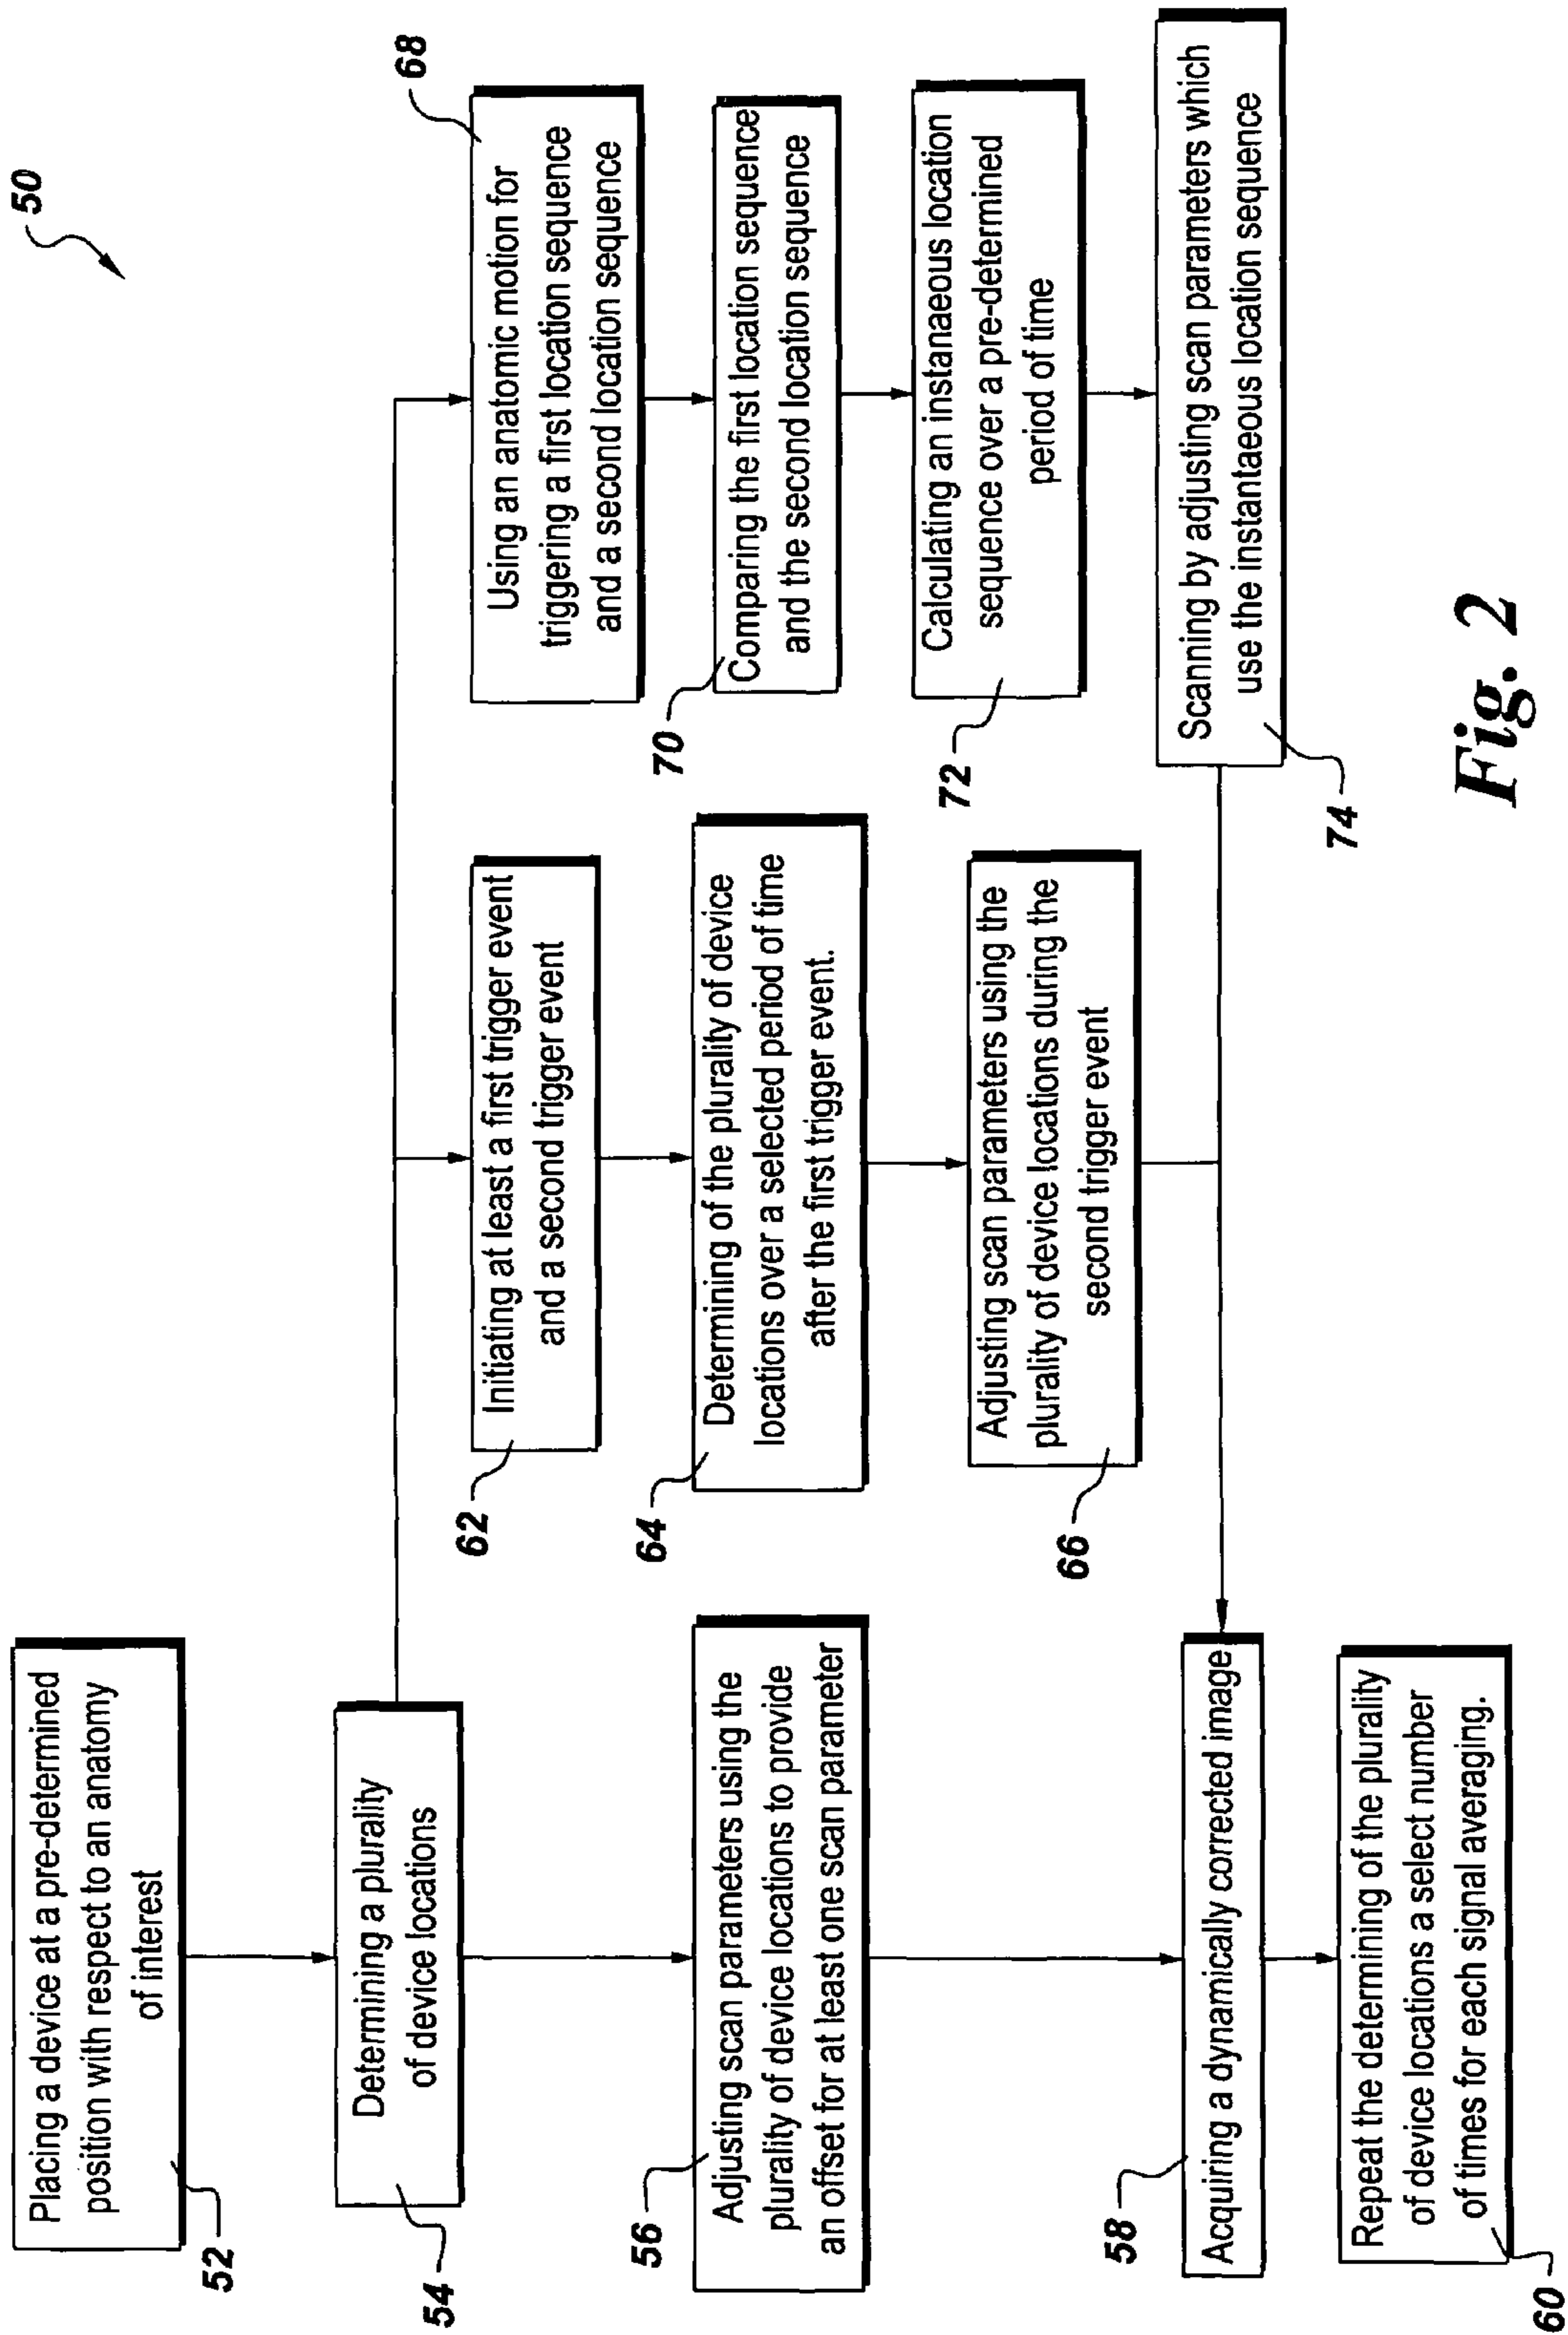 50
Placing a device at a pre-determined
position with respect to an anatomy
of interest
52
Determining a plurality
of device locations
54
56
Adjusting scan parameters using the
plurality of device locations to provide
an offset for at least one scan parameter
58
Acquiring a dynamically corrected image
Repeat the determining of the plurality
of device locations a select number
of times for each signal averaging.
60
Initiating at least a first trigger event
and a second trigger event
62
Determining of the plurality of device
locations over a selected period of time
after the first trigger event.
64
Adjusting scan parameters using the
plurality of device locations during the
second trigger event
66
68
Using an anatomic motion for
triggering a first location sequence
and a second location sequence
70
Comparing the first location sequence
and the second location sequence
Calculating an instanaeous location
sequence over a pre-determined
period of time
72
Scanning by adjusting scan parameters which
use the instantaeous location sequence
74
Fig. 2